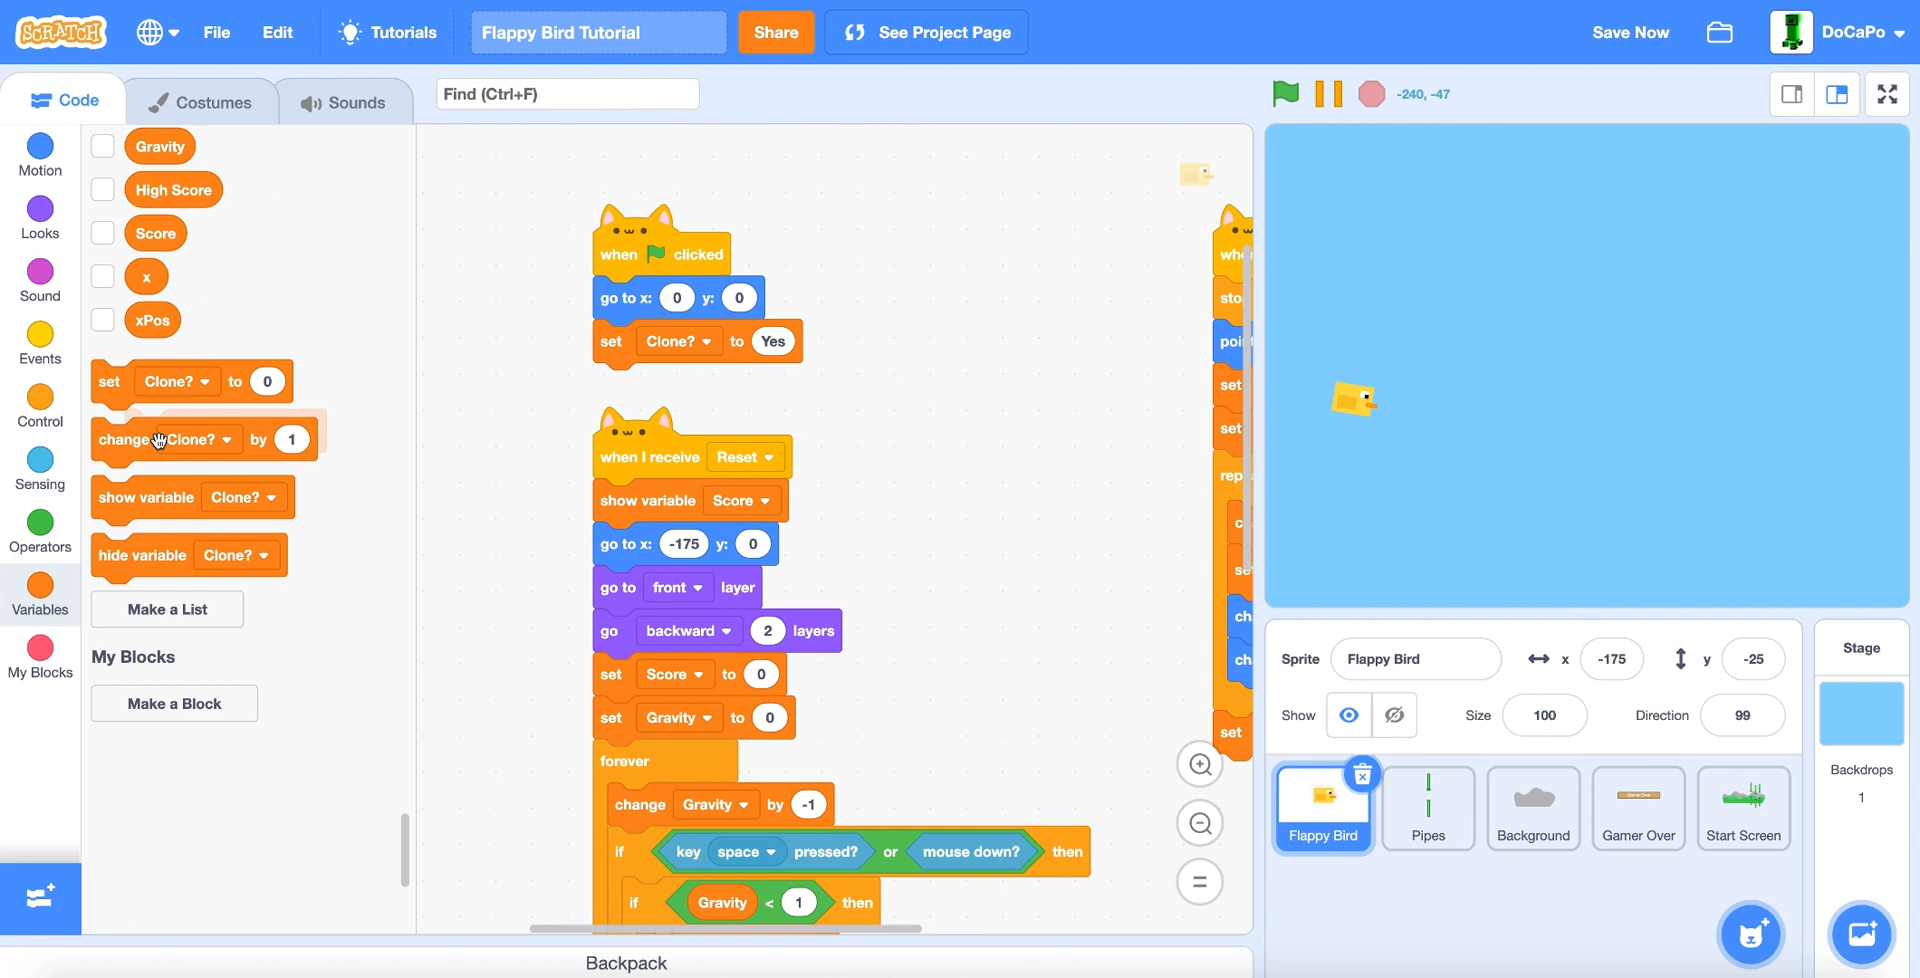 SCRATCH File Edit Tutorials Flappy Bird Tutorial Share See Project Page Save Now DoCaPo
Code Costumes Sounds Find (Ctrl+F) -240, -47
Motion
Looks
Sound
Events
Control
Sensing
Operators
Variables
My Blocks
Gravity
High Score
Score
x
xPos
set Clone? to 0
change Clone? by 1
show variable Clone?
hide variable Clone?
Make a List
My Blocks
Make a Block
when clicked
go to x: 0 y: 0
set Clone? to Yes
when I receive Reset
show variable Score
go to x: -175 y: 0
go to front layer
go backward 2 layers
set Score to 0
set Gravity to 0
forever
change Gravity by -1
if key space pressed? or mouse down? then
if Gravity < 1 then
set
set
set
Backpack
Sprite Flappy Bird x -175 y -25
Show Size 100 Direction 99
Flappy Bird
Pipes
Background
Gamer Over
Start Screen
Stage
Backdrops
1